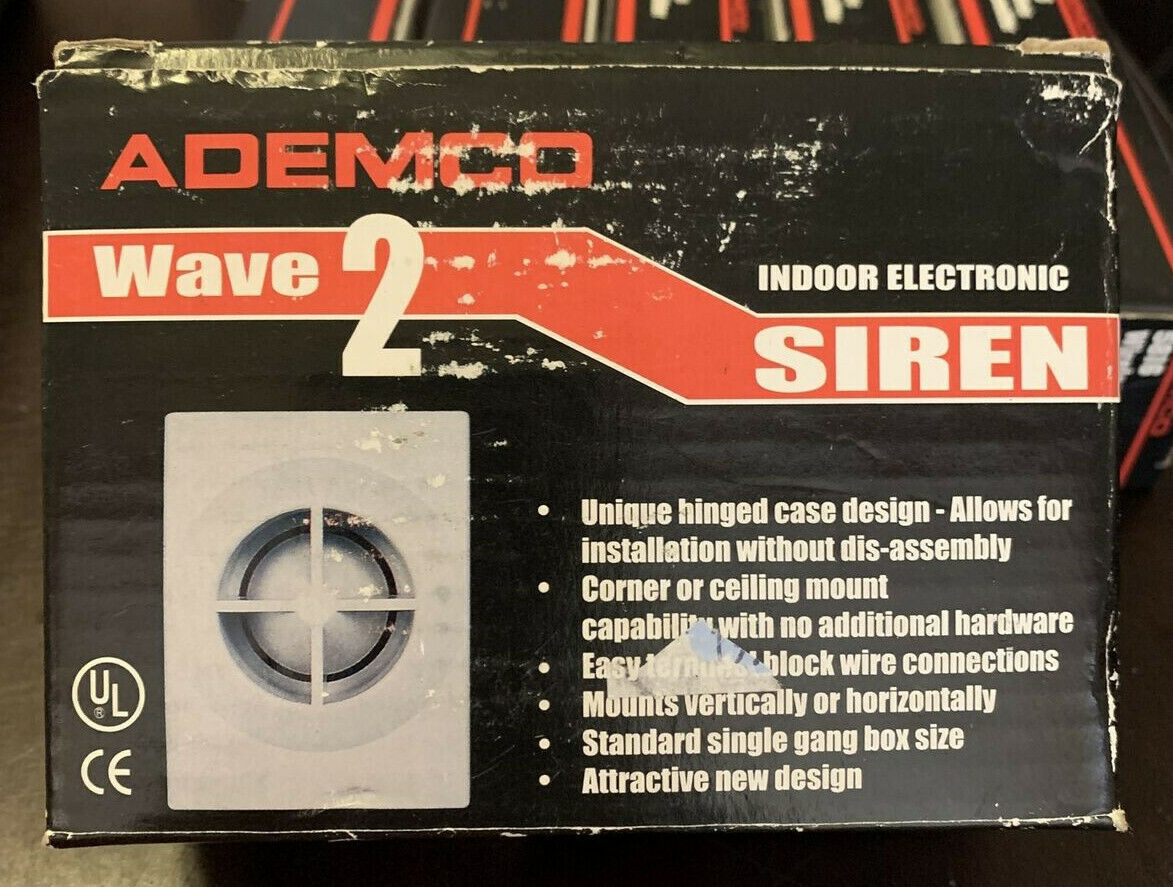 ADEMCO
Wave 2
INDOOR ELECTRONIC
SIREN
• Unique hinged case design - Allows for
installation without dis-assembly
• Corner or ceiling mount
capability with no additional hardware
• Easy terminal block wire connections
• Mounts vertically or horizontally
• Standard single gang box size
• Attractive new design
UL
®
CE